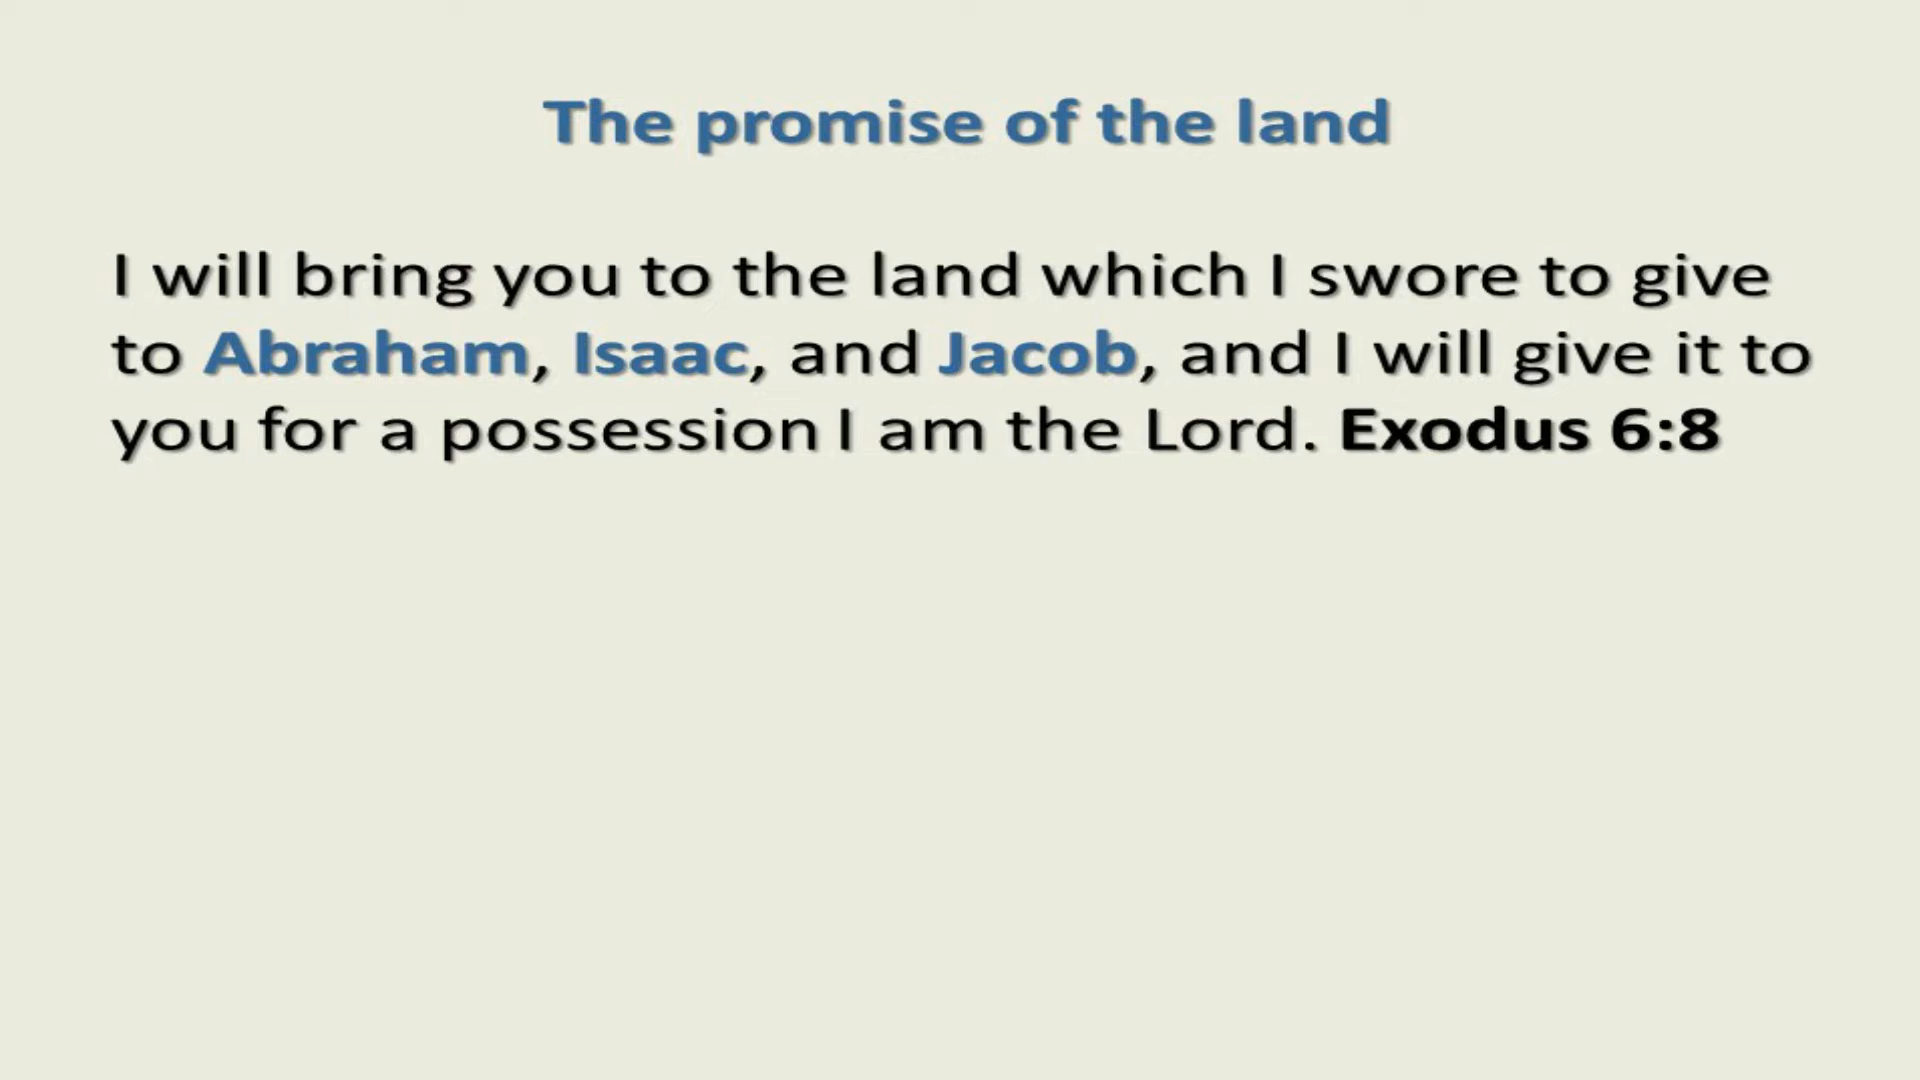 The promise of the land
I will bring you to the land which I swore to give
to Abraham, Isaac, and Jacob, and I will give it to
you for a possession I am the Lord. Exodus 6:8